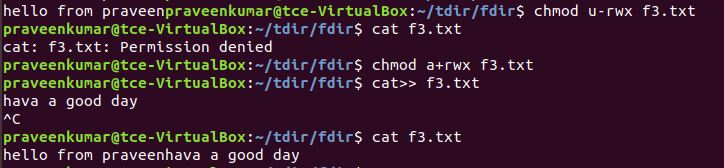 hello from praveenpraveenkumar@tce-VirtualBox:~/tdir/fdir$ chmod u-rwx f3.txt
praveenkumar@tce-VirtualBox:~/tdir/fdir$ cat f3.txt
cat: f3.txt: Permission denied
praveenkumar@tce-VirtualBox:~/tdir/fdir$ chmod a+rwx f3.txt
praveenkumar@tce-VirtualBox:~/tdir/fdir$ cat>> f3.txt
hava a good day
^C
praveenkumar@tce-VirtualBox:~/tdir/fdir$ cat f3.txt
hello from praveenhava a good day